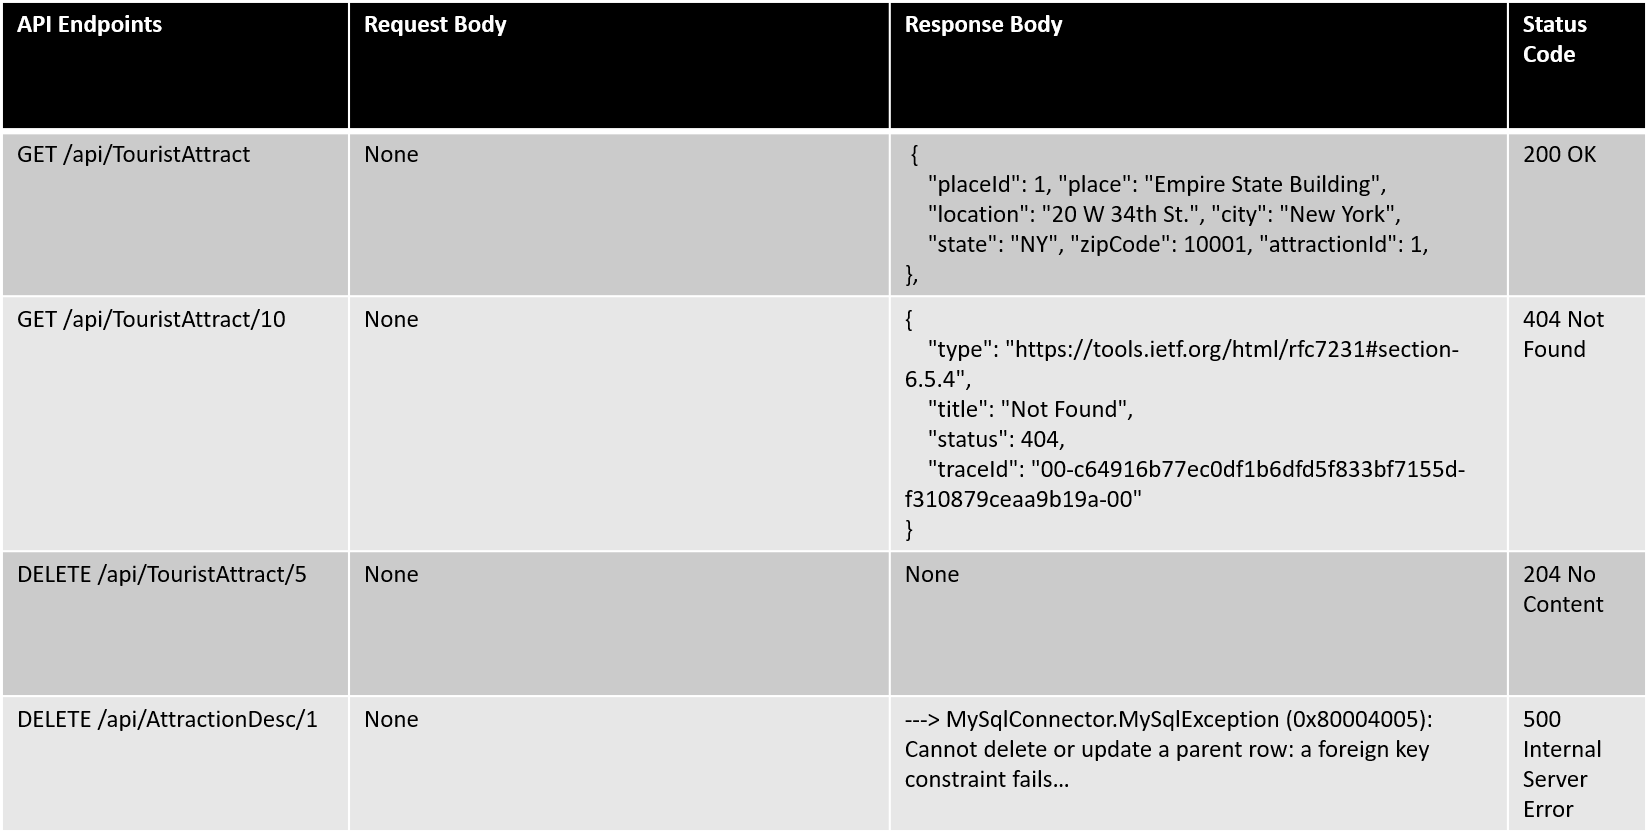 API Endpoints
Request Body
Response Body
Status
Code
GET /api/TouristAttract
None
{
"placeId": 1, "place": "Empire State Building",
"location": "20 W 34th St.", "city": "New York",
"state": "NY", "zipCode": 10001, "attractionId": 1,
},
200 OK
GET /api/TouristAttract/10
None
{
"type": "https://tools.ietf.org/html/rfc7231#section-
6.5.4",
"title": "Not Found",
"status": 404,
"traceId": "00-c64916b77ec0df1b6dfd5f833bf7155d-
f310879ceaa9b19a-00"
}
404 Not
Found
DELETE /api/TouristAttract/5
None
None
204 No
Content
DELETE /api/AttractionDesc/1
None
---> MySqlConnector.MySqlException (0x80004005):
Cannot delete or update a parent row: a foreign key
constraint fails...
500
Internal
Server
Error